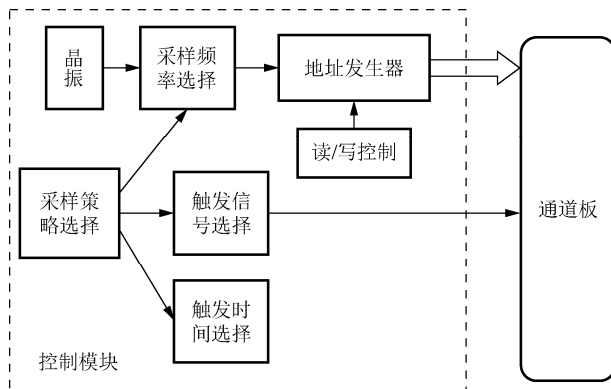 晶
振
采样频
率选择
地址发生器
读/写控制
采样策
略选择
触发信
号选择
通道板
触发时
间选择
控制模块